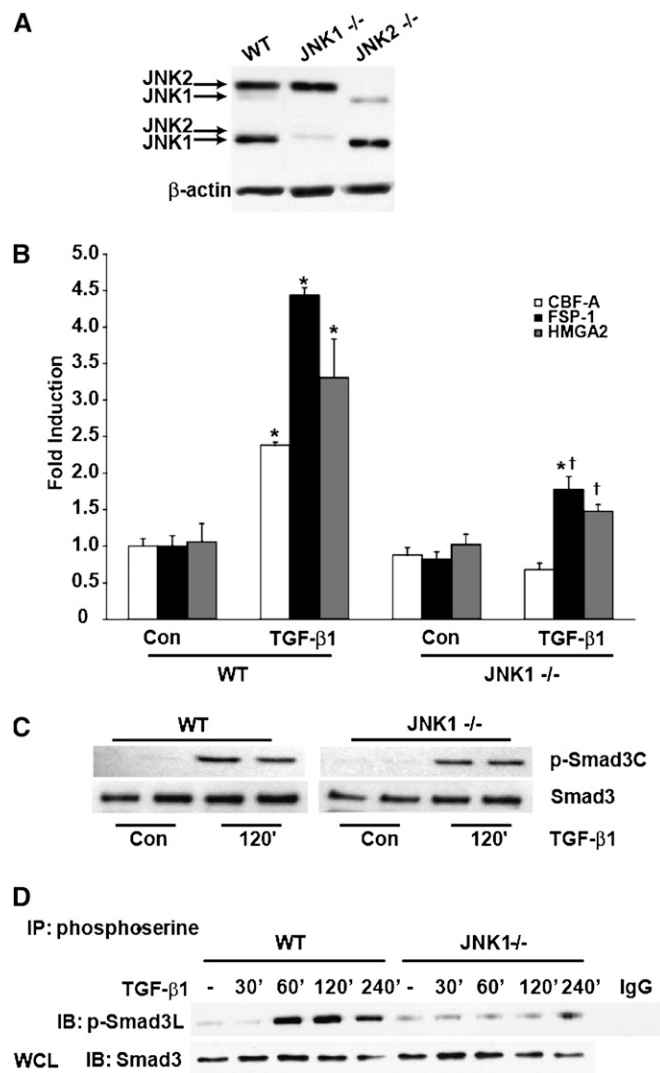 A
WT JNK1 -/- JNK2 -/-
JNK2
JNK1
JNK2
JNK1
β-actin
B
5.0
4.5
4.0
3.5
3.0
2.5
2.0
1.5
1.0
0.5
0
Fold Induction
* * *
*† †
CBF-A
FSP-1
HMGA2
Con TGF-β1 Con TGF-β1
WT JNK1 -/-
C
WT JNK1 -/-
p-Smad3C
Smad3
Con 120' Con 120' TGF-β1
D
IP: phosphoserine
WT JNK1-/-
TGF-β1 - 30' 60' 120' 240' - 30' 60' 120' 240' IgG
IB: p-Smad3L
WCL IB: Smad3